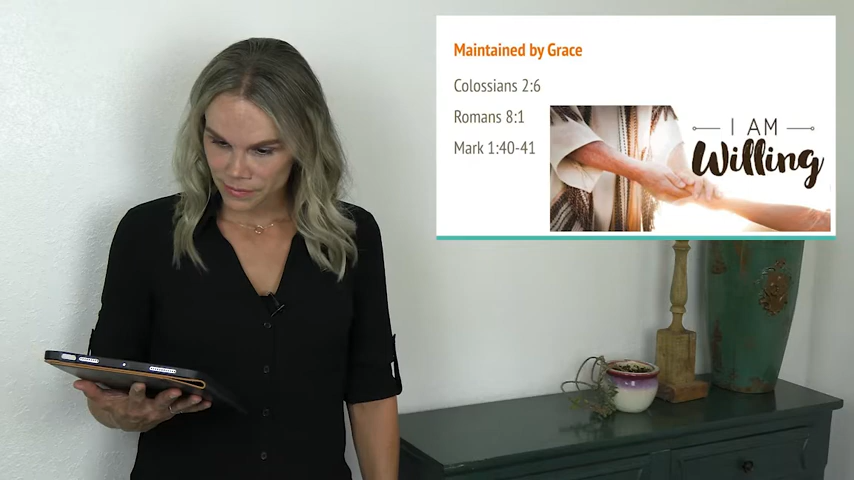 Maintained by Grace
Colossians 2:6
Romans 8:1
Mark 1:40-41
I AM
Willing